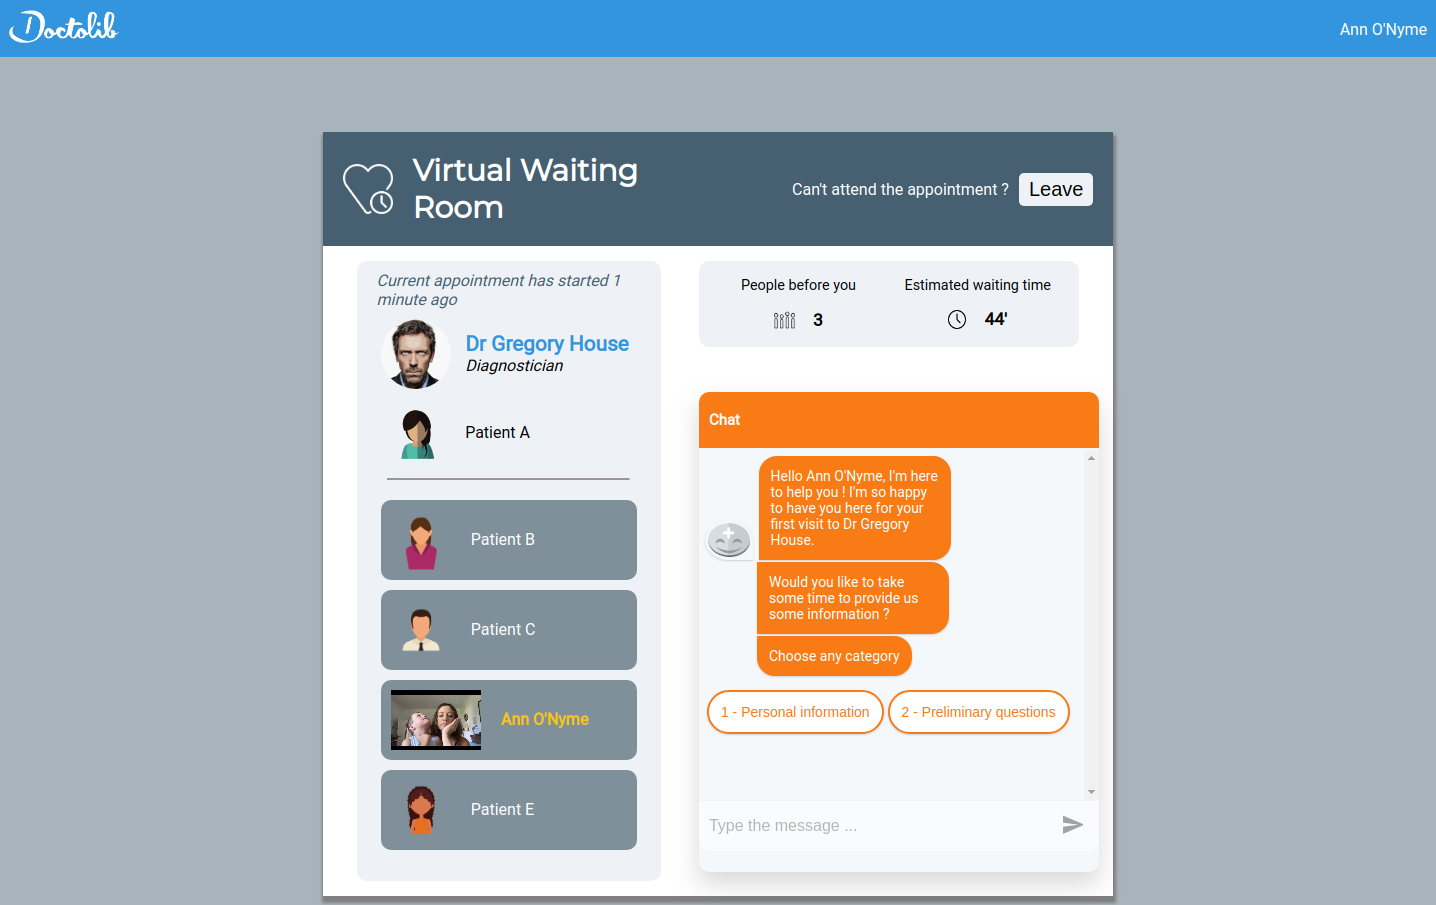 Doctolib
Ann O'Nyme
Virtual Waiting
Room
Can't attend the appointment ?
Leave
Current appointment has started 1
minute ago
Dr Gregory House
Diagnostician
Patient A
Patient B
Patient C
Ann O'Nyme
Patient E
People before you
3
Estimated waiting time
44'
Chat
Hello Ann O'Nyme, I'm here
to help you ! I'm so happy
to have you here for your
first visit to Dr Gregory
House.
Would you like to take
some time to provide us
some information ?
Choose any category
1 - Personal information
2 - Preliminary questions
Type the message ...